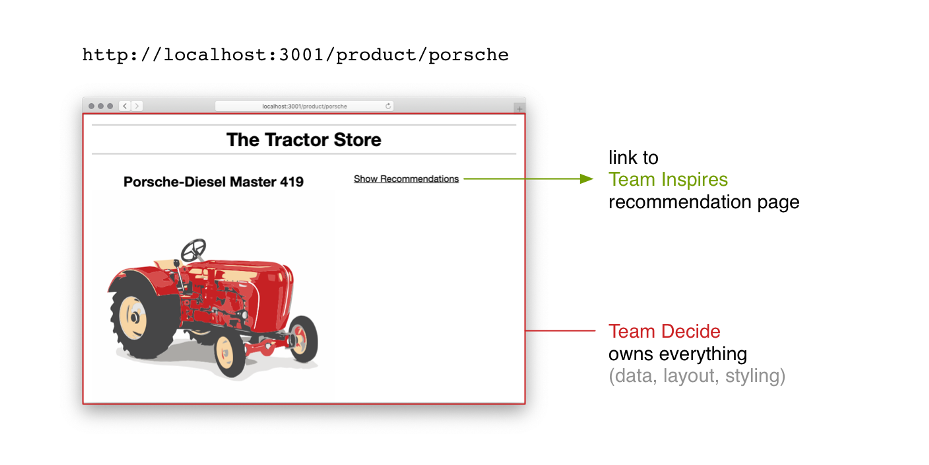 http://localhost:3001/product/porsche
localhost:3001/product/porsche
The Tractor Store
Porsche-Diesel Master 419
Show Recommendations
link to
Team Inspires
recommendation page
Team Decide
owns everything
(data, layout, styling)